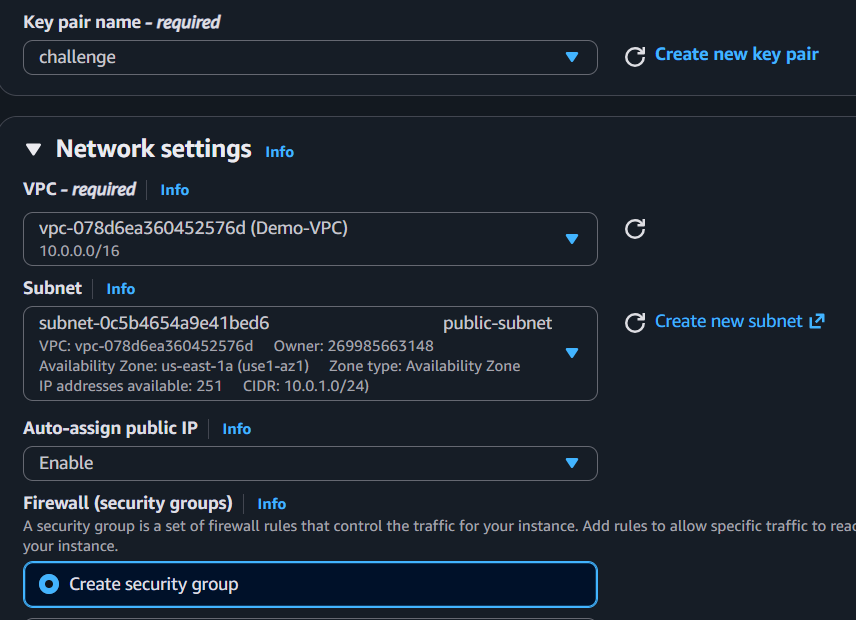 Key pair name - required
challenge
Create new key pair
Network settings Info
VPC - required Info
vpc-078d6ea360452576d (Demo-VPC)
10.0.0.0/16
Subnet Info
subnet-0c5b4654a9e41bed6 public-subnet
VPC: vpc-078d6ea360452576d Owner: 269985663148
Availability Zone: us-east-1a (use1-az1) Zone type: Availability Zone
IP addresses available: 251 CIDR: 10.0.1.0/24)
Create new subnet
Auto-assign public IP Info
Enable
Firewall (security groups) Info
A security group is a set of firewall rules that control the traffic for your instance. Add rules to allow specific traffic to
your instance.
Create security group